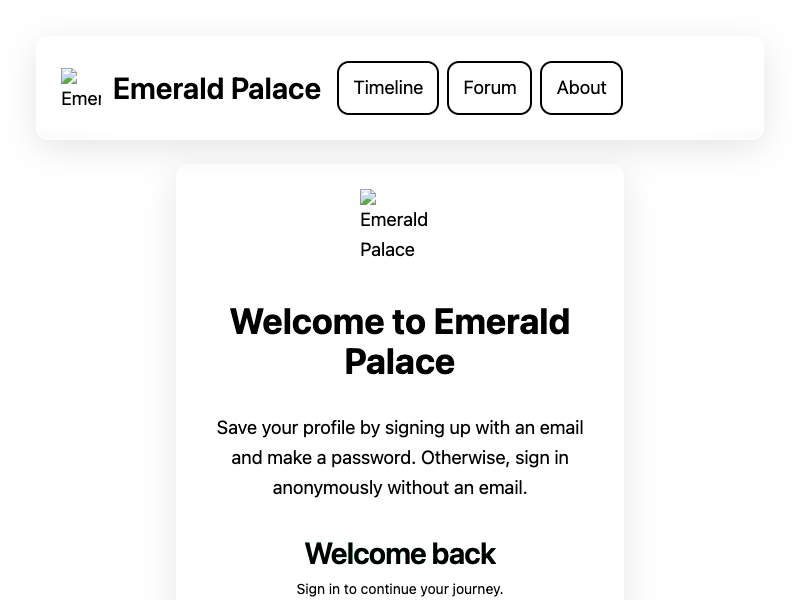 Emer
Emerald Palace
Timeline
Forum
About
Emerald
Palace
Welcome to Emerald
Palace
Save your profile by signing up with an email
and make a password. Otherwise, sign in
anonymously without an email.
Welcome back
Sign in to continue your journey.